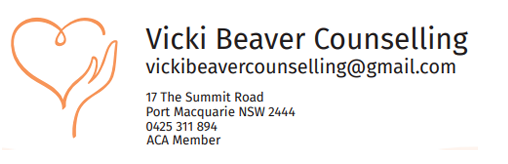 Vicki Beaver Counselling
vickibeavercounselling@gmail.com
17 The Summit Road
Port Macquarie NSW 2444
0425 311 894
ACA Member